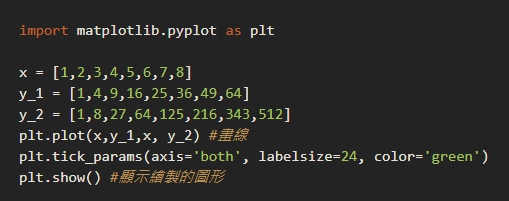 import matplotlib.pyplot as plt
x = [1,2,3,4,5,6,7,8]
y_1 = [1,4,9,16,25,36,49,64]
y_2 = [1,8,27,64,125,216,343,512]
plt.plot(x,y_1,x, y_2) #畫線
plt.tick_params(axis='both', labelsize=24, color='green')
plt.show() #顯示繪製的圖形